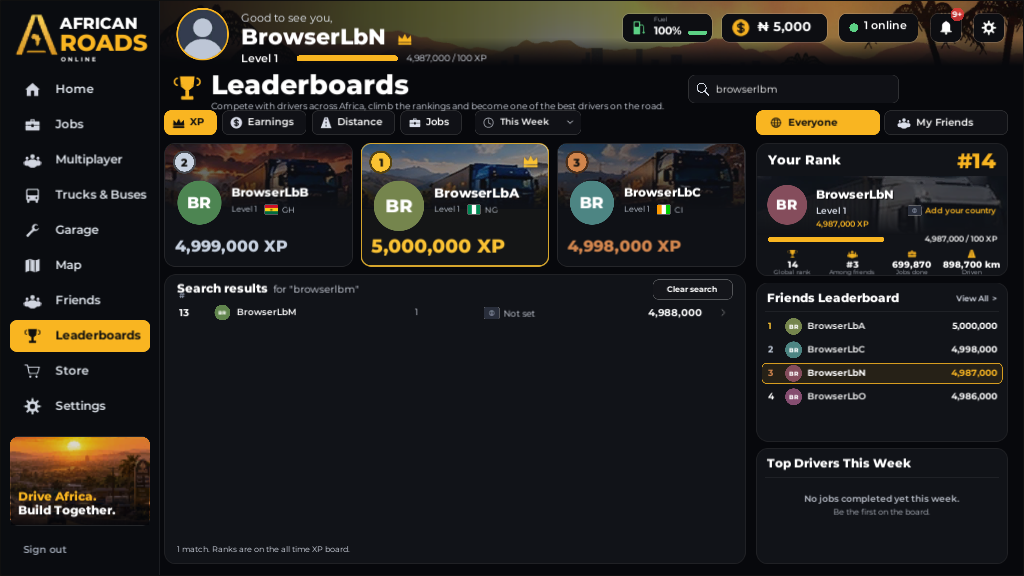 AFRICAN
ROADS
ONLINE
Home
Jobs
Multiplayer
Trucks & Buses
Garage
Map
Friends
Leaderboards
Store
Settings
Drive Africa.
Build Together.
Sign out
Good to see you,
BrowserLbN
Level 1
4,987,000 / 100 XP
Fuel
100%
$
₦ 5,000
1 online
9+
Leaderboards
Compete with drivers across Africa, climb the rankings and become one of the best drivers on the road.
browserlbm
XP
Earnings
Distance
Jobs
This Week
Everyone
My Friends
2
BR
BrowserLbB
Level 1
GH
4,999,000 XP
1
BR
BrowserLbA
Level 1
NG
5,000,000 XP
3
BR
BrowserLbC
Level 1
CI
4,998,000 XP
Search results for "browserlbm"
Clear search
#
13 BR BrowserLbM 1 Not set 4,988,000 >
1 match. Ranks are on the all time XP board.
Your Rank #14
BR
BrowserLbN
Level 1
Add your country
4,987,000 XP
4,987,000 / 100 XP
14 #3 699,870 898,700 km
Global rank Among friends Jobs done Driven
Friends Leaderboard View All >
1 BR BrowserLbA 5,000,000
2 BR BrowserLbC 4,998,000
3 BR BrowserLbN 4,987,000
4 BR BrowserLbO 4,986,000
Top Drivers This Week
No jobs completed yet this week.
Be the first on the board.